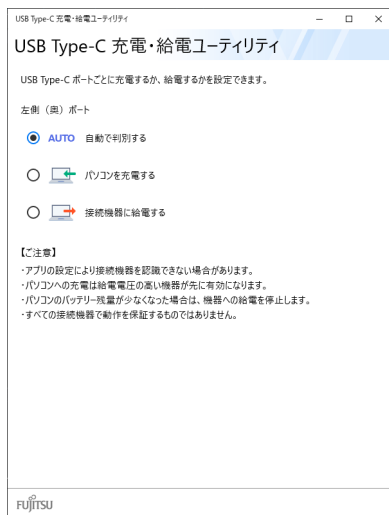 USB Type-C 充電・給電ユーティリティ
USB Type-C 充電・給電ユーティリティ
USB Type-C ポートごとに充電するか、給電するかを設定できます。
左側（奥）ポート
AUTO 自動で判別する
パソコンを充電する
接続機器に給電する
【ご注意】
・アプリの設定により接続機器を認識できない場合があります。
・パソコンへの充電は給電電圧の高い機器が先に有効になります。
・パソコンのバッテリー残量が少なくなった場合は、機器への給電を停止します。
・すべての接続機器で動作を保証するものではありません。
FUJITSU